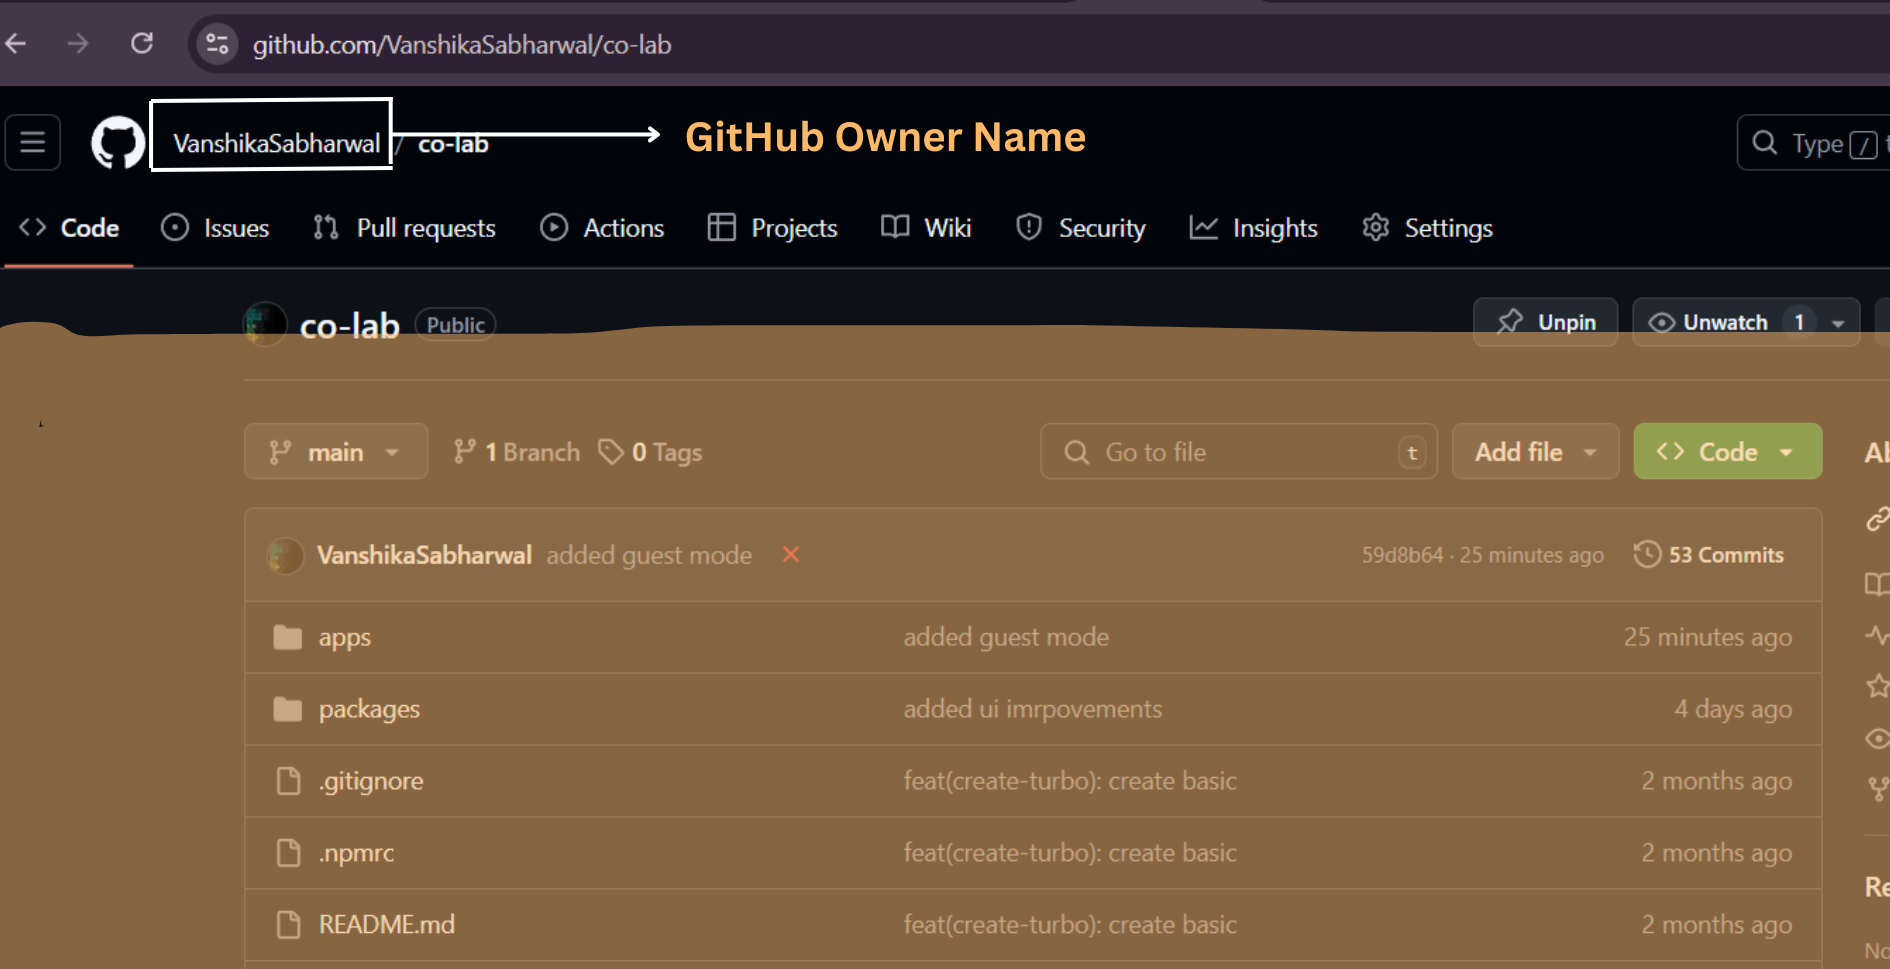 github.com/VanshikaSabharwal/co-lab
VanshikaSabharwal / co-lab GitHub Owner Name Type / t
Code Issues Pull requests Actions Projects Wiki Security Insights Settings
co-lab Public Unpin Unwatch 1
main 1 Branch 0 Tags Go to file t Add file Code
VanshikaSabharwal added guest mode 59d8b64 · 25 minutes ago 53 Commits
apps added guest mode 25 minutes ago
packages added ui imrpovements 4 days ago
.gitignore feat(create-turbo): create basic 2 months ago
.npmrc feat(create-turbo): create basic 2 months ago
Re
README.md feat(create-turbo): create basic 2 months ago
No